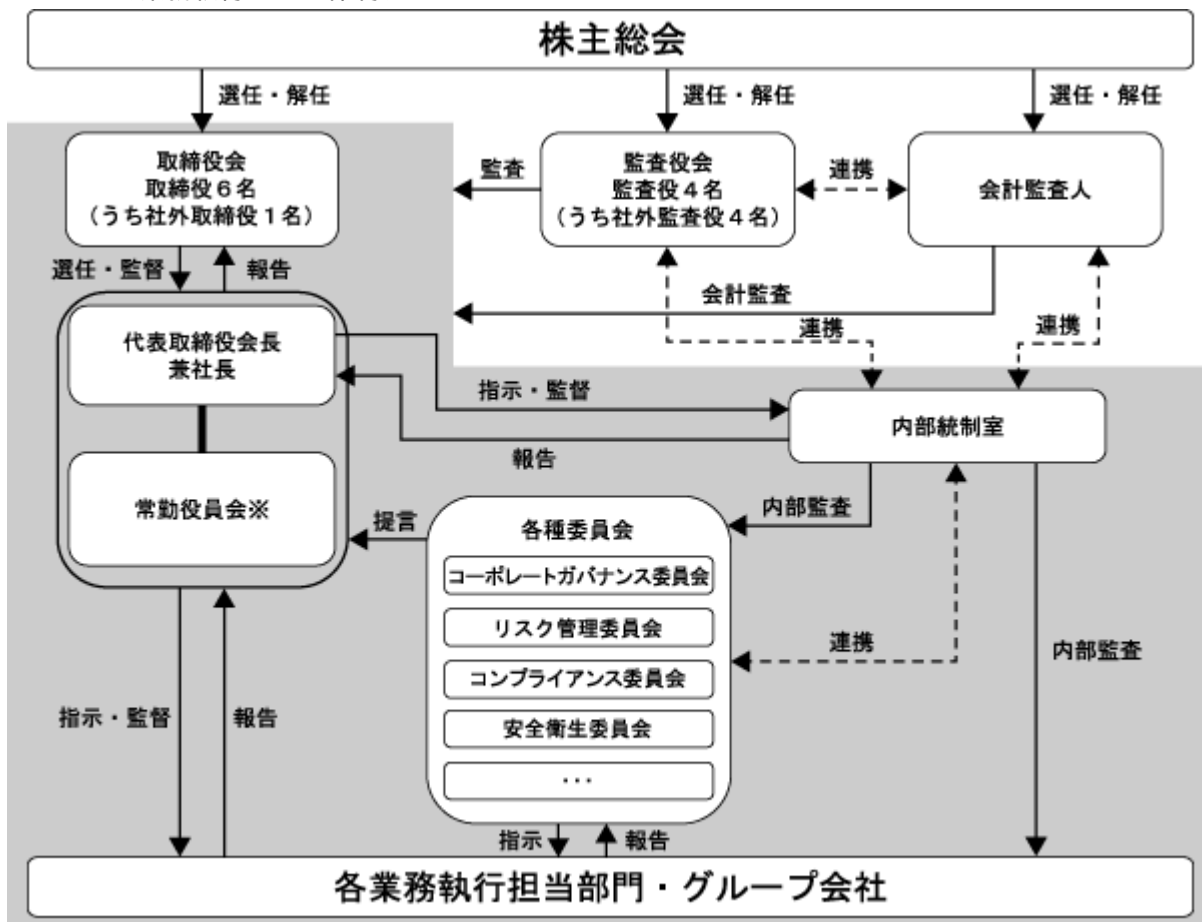 株主総会
選任・解任
選任・解任
選任・解任
取締役会
取締役６名
（うち社外取締役１名）
監査
監査役会
監査役４名
（うち社外監査役４名）
連携
会計監査人
選任・監督
報告
会計監査
連携
連携
代表取締役会長
兼社長
指示・監督
報告
内部統制室
常勤役員会※
提言
内部監査
各種委員会
コーポレートガバナンス委員会
リスク管理委員会
コンプライアンス委員会
安全衛生委員会
・・・
連携
内部監査
指示・監督
報告
指示
報告
各業務執行担当部門・グループ会社